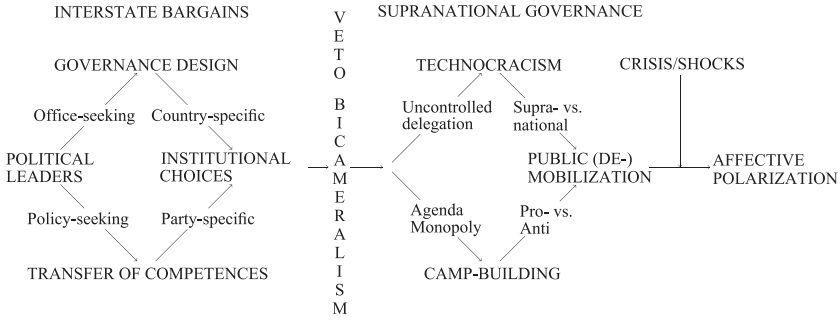 INTERSTATE BARGAINS
SUPRANATIONAL GOVERNANCE
VETO BICAMERALISM
GOVERNANCE DESIGN
Office-seeking
Country-specific
POLITICAL
LEADERS
INSTITUTIONAL
CHOICES
Policy-seeking
Party-specific
TRANSFER OF COMPETENCES
TECHNOCRACISM
CRISIS/SHOCKS
Uncontrolled
delegation
Supra- vs.
national
PUBLIC (DE-)
MOBILIZATION
AFFECTIVE
POLARIZATION
Agenda
Monopoly
Pro- vs.
Anti
CAMP-BUILDING